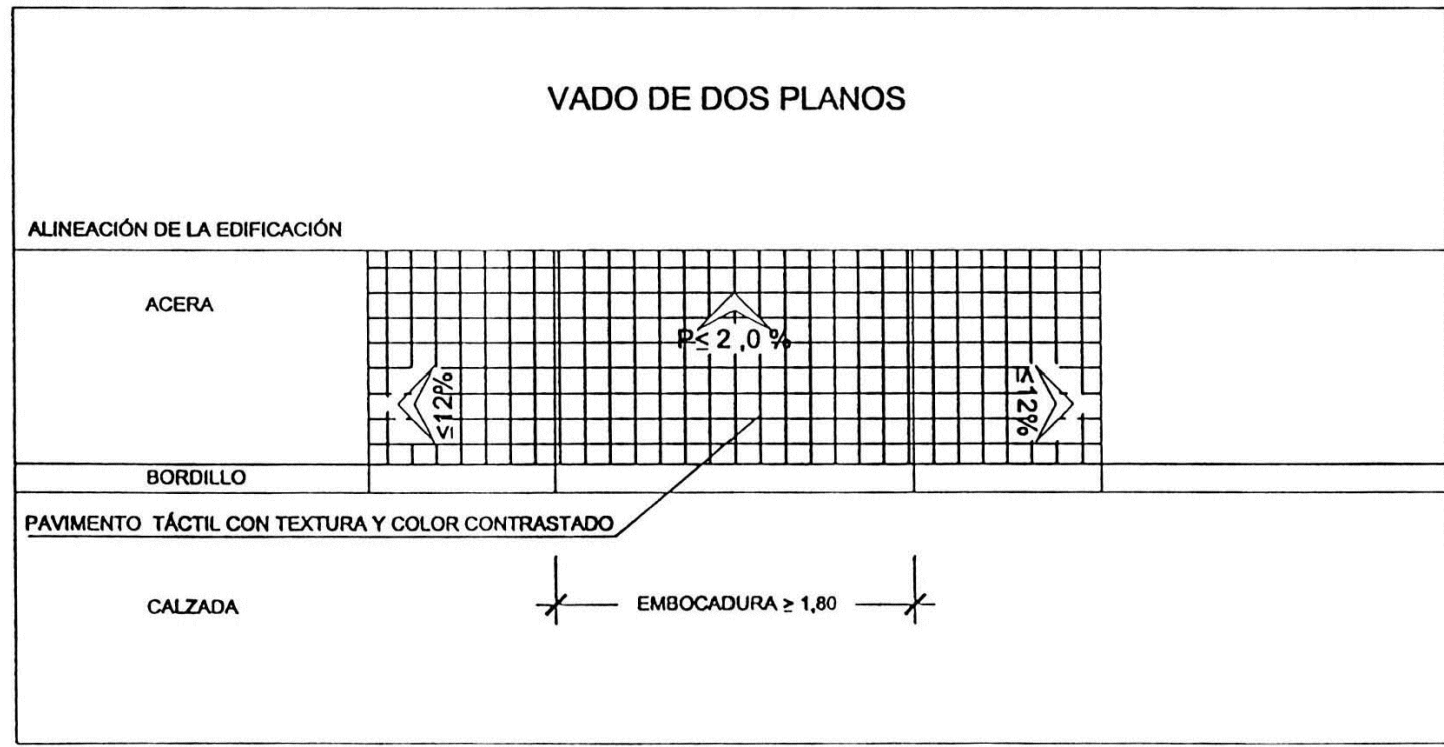 VADO DE DOS PLANOS
ALINEACIÓN DE LA EDIFICACIÓN
ACERA
P≤ 2 ,0 %
≤12%
≤12%
BORDILLO
PAVIMENTO TÁCTIL CON TEXTURA Y COLOR CONTRASTADO
CALZADA
EMBOCADURA ≥ 1,80